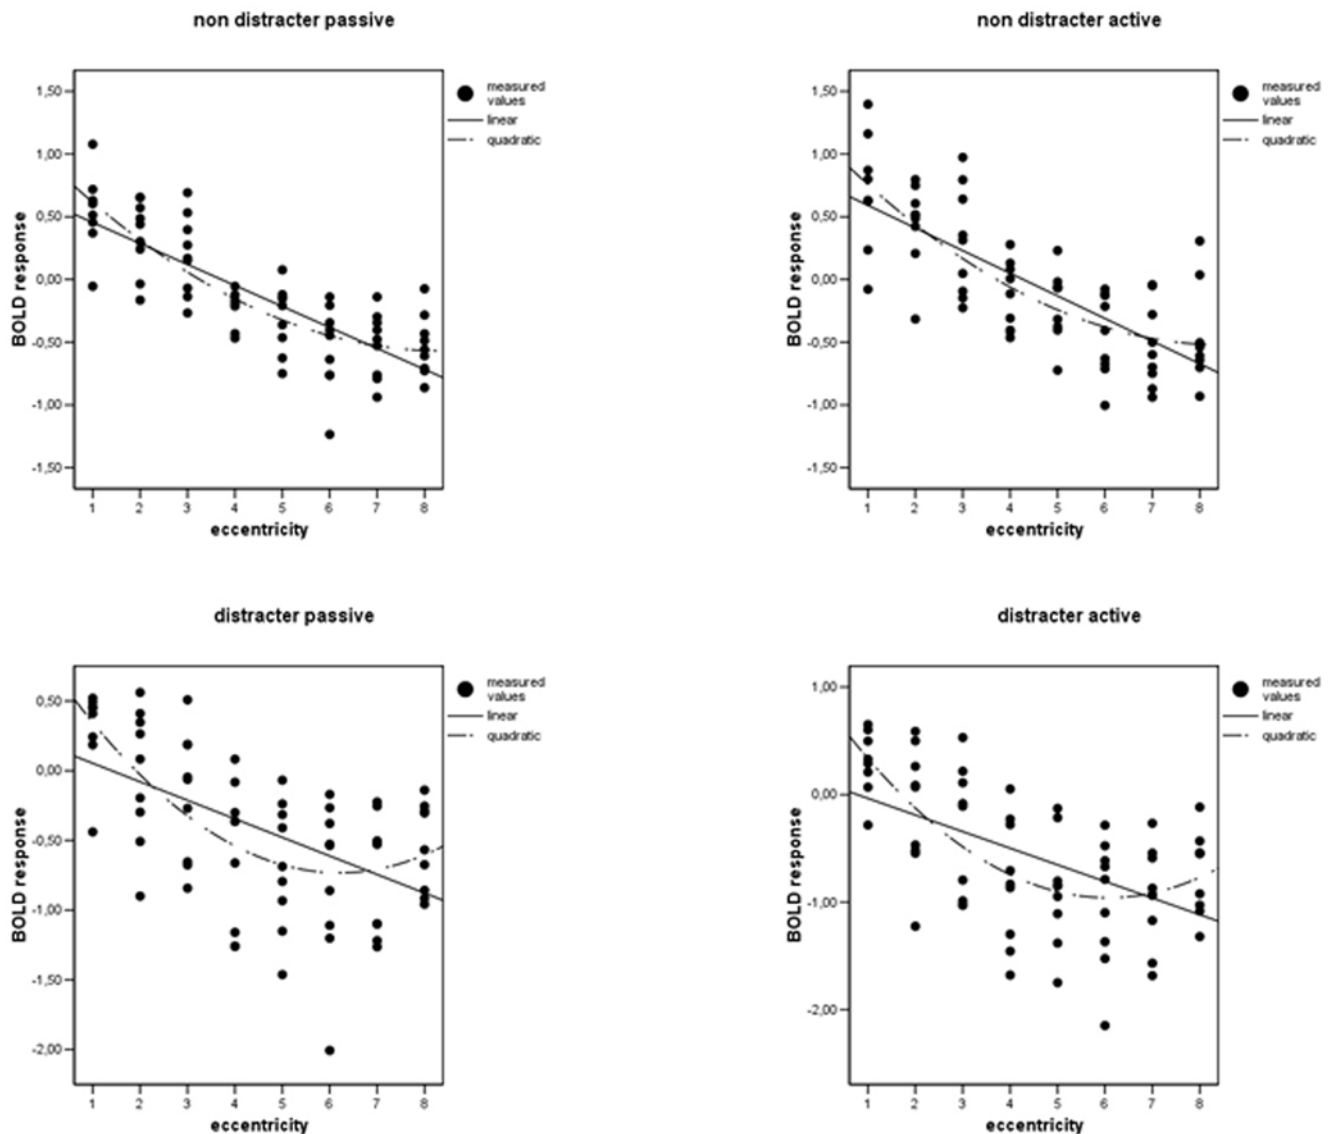 non distracter passive
BOLD response
1,50
1,00
0,50
0,00
-0,50
-1,00
-1,50
1 2 3 4 5 6 7 8
eccentricity
measured
values
linear
quadratic
non distracter active
BOLD response
1,50
1,00
0,50
0,00
-0,50
-1,00
-1,50
1 2 3 4 5 6 7 8
eccentricity
measured
values
linear
quadratic
distracter passive
BOLD response
0,50
0,00
-0,50
-1,00
-1,50
-2,00
1 2 3 4 5 6 7 8
eccentricity
measured
values
linear
quadratic
distracter active
BOLD response
1,00
0,00
-1,00
-2,00
1 2 3 4 5 6 7 8
eccentricity
measured
values
linear
quadratic